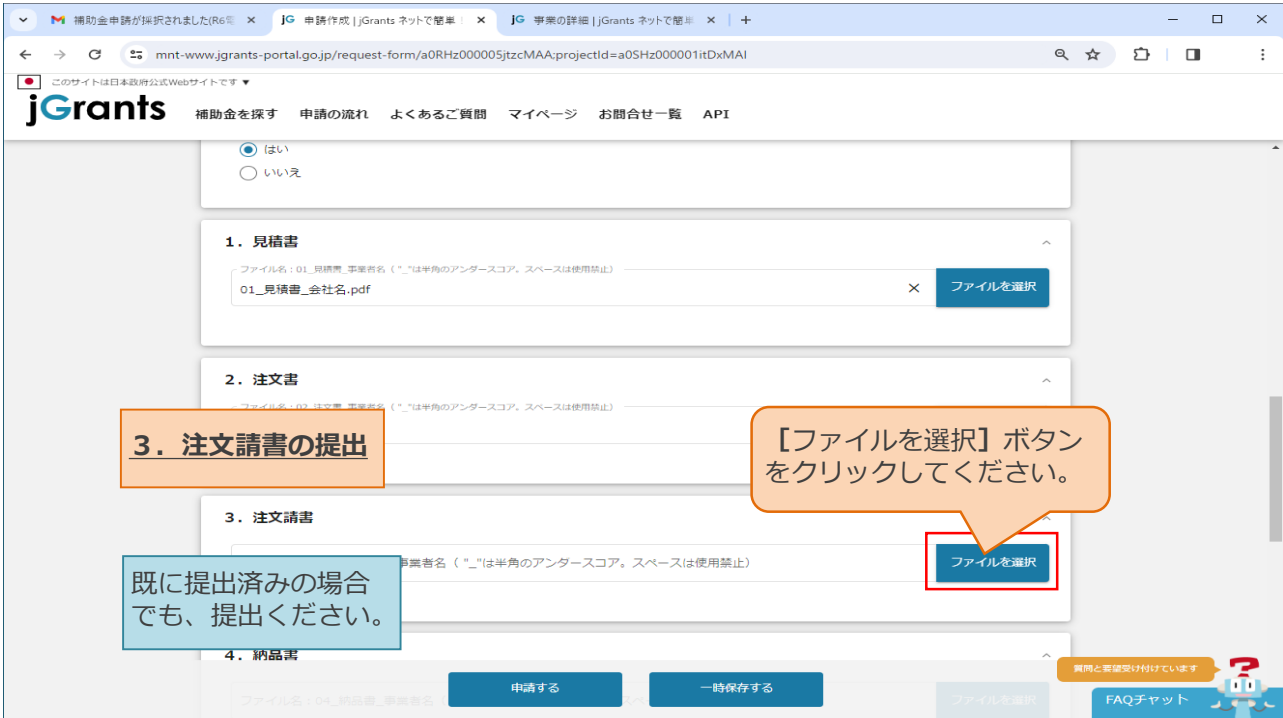 補助金申請が採択されました(R6電
jG 申請作成 | jGrants ネットで簡単！
jG 事業の詳細 | jGrants ネットで簡単
mnt-www.jgrants-portal.go.jp/request-form/a0RHz000005jtzcMAA;projectId=a0SHz000001itDxMAI
このサイトは日本政府公式Webサイトです ▼
jGrants 補助金を探す 申請の流れ よくあるご質問 マイページ お問合せ一覧 API
はい
いいえ
1. 見積書
ファイル名：01_見積書_事業者名（ "_"は半角のアンダースコア。スペースは使用禁止）
01_見積書_会社名.pdf
ファイルを選択
2. 注文書
ファイル名：02_注文書_事業者名（ "_"は半角のアンダースコア。スペースは使用禁止）
３．注文請書の提出
【ファイルを選択】ボタン
をクリックしてください。
3. 注文請書
事業者名（ "_"は半角のアンダースコア。スペースは使用禁止）
ファイルを選択
既に提出済みの場合
でも、提出ください。
4. 納品書
ファイル名：04_納品書_事業者名（
ファイルを選択
申請する
一時保存する
質問と要望受け付けています
FAQチャット